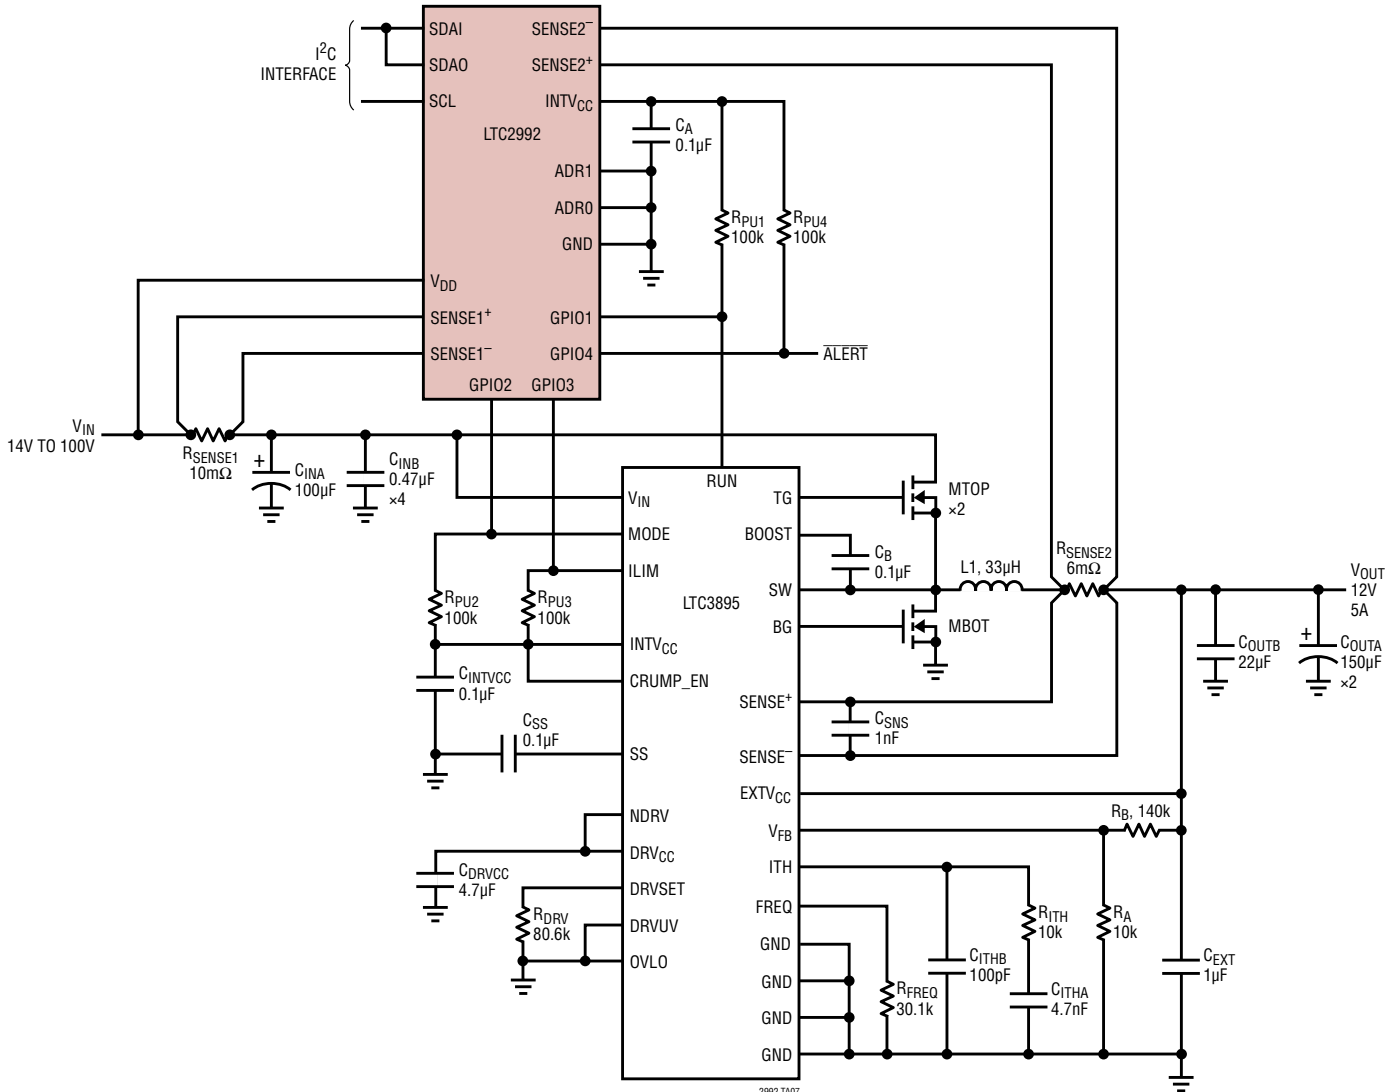 SDAI
SDAO
SCL
I²C
INTERFACE
LTC2992
SENSE2⁻
SENSE2⁺
INTVCC
ADR1
ADR0
GND
VDD
SENSE1⁺
SENSE1⁻
GPIO1
GPIO4
GPIO2
GPIO3
CA
0.1µF
RPU1
100k
RPU4
100k
ALERT
VIN
14V TO 100V
RSENSE1
10mΩ
+
CINA
100µF
CINB
0.47µF
×4
RUN
VIN
MODE
ILIM
LTC3895
INTVCC
CRUMP_EN
SS
NDRV
DRVCC
DRVSET
DRVUV
OVLO
TG
BOOST
SW
BG
SENSE⁺
SENSE⁻
EXTVCC
VFB
ITH
FREQ
GND
GND
GND
GND
RPU2
100k
RPU3
100k
CINTVCC
0.1µF
CSS
0.1µF
CDRVCC
4.7µF
RDRV
80.6k
MTOP
×2
CB
0.1µF
L1, 33µH
MBOT
RSENSE2
6mΩ
VOUT
12V
5A
COUTB
22µF
+
COUTA
150µF
×2
CSNS
1nF
RB, 140k
RITH
10k
RA
10k
CITHB
100pF
CITHA
4.7nF
RFREQ
30.1k
CEXT
1µF
2992 TA07